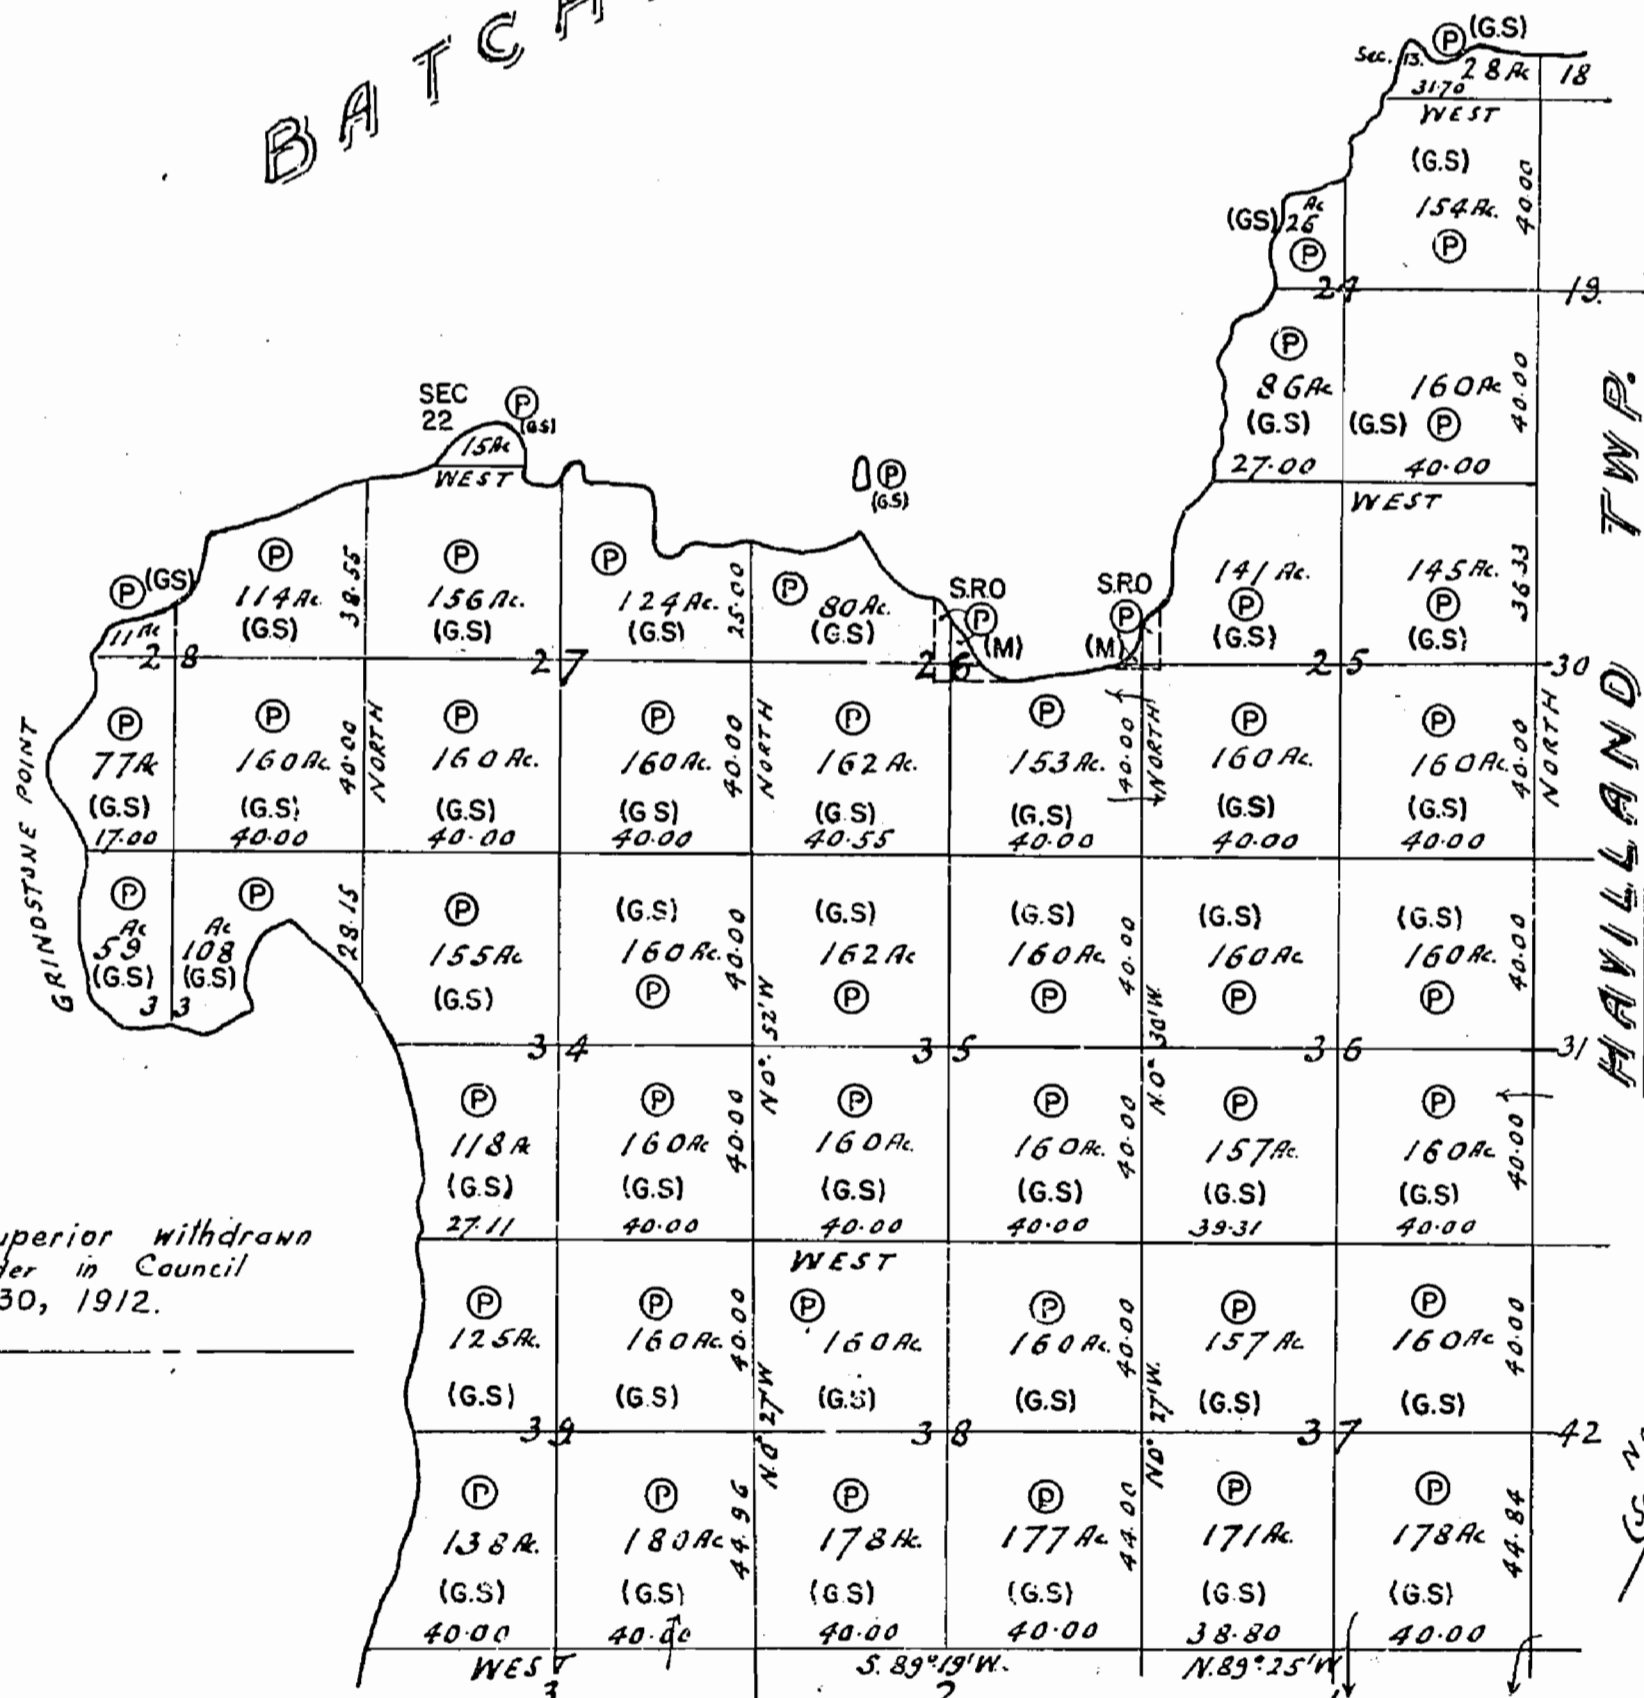 BATCH
Sec. 13. Ⓟ (G.S)
28 Ac 18
31.70
WEST
(G.S)
154 Ac. 40.00
Ⓟ
(GS) 26 Ac
Ⓟ
24 19.
Ⓟ
86 Ac 160 Ac 40.00
(G.S) (G.S) Ⓟ
27.00 40.00
WEST
HAVILLAND TWP.
SEC 22 Ⓟ (G.S)
15 Ac
WEST
Ⓟ (G.S)
Ⓟ (GS) Ⓟ Ⓟ Ⓟ Ⓟ S.R.O Ⓟ S.R.O Ⓟ Ⓟ Ⓟ
11 Ac 114 Ac. 38.55 156 Ac. 124 Ac. 25.00 80 Ac. 141 Ac. 145 Ac. 36.33
(G.S) (G.S) (G.S) (G.S) (M) (M) (G.S) (G.S)
28 27 26 25 30
GRINDSTONE POINT
Ⓟ Ⓟ Ⓟ Ⓟ Ⓟ Ⓟ Ⓟ Ⓟ
77 Ac 160 Ac. 40.00 NORTH 160 Ac. 160 Ac. 40.00 NORTH 162 Ac. 153 Ac. 40.00 NORTH 160 Ac. 160 Ac. 40.00 NORTH
(G.S) (G.S) (G.S) (G.S) (G.S) (G.S) (G.S) (G.S)
17.00 40.00 40.00 40.00 40.55 40.00 40.00 40.00
Ⓟ Ⓟ Ⓟ (G.S) (G.S) (G.S) (G.S) (G.S)
59 Ac 108 Ac 28.15 155 Ac 160 Ac. 40.00 162 Ac 160 Ac. 40.00 160 Ac 160 Ac. 40.00
(G.S) (G.S) (G.S) Ⓟ Ⓟ Ⓟ Ⓟ Ⓟ
33
N0°. 52'W N.0° 30'W.
34 35 36 31
Ⓟ Ⓟ Ⓟ Ⓟ Ⓟ Ⓟ
118 Ac 160 Ac 40.00 160 Ac. 160 Ac. 40.00 157 Ac. 160 Ac 40.00
(G.S) (G.S) (G.S) (G.S) (G.S) (G.S)
27.11 40.00 40.00 40.00 39.31 40.00
WEST
uperior withdrawn
der in Council
30, 1912.
Ⓟ Ⓟ Ⓟ Ⓟ Ⓟ Ⓟ
125 Ac. 160 Ac. 40.00 160 Ac. 160 Ac. 40.00 157 Ac 160 Ac 40.00
(G.S) (G.S) (G.S) (G.S) (G.S) (G.S)
N.0° 27'W N0° 27'W.
39 38 37 42
Ⓟ Ⓟ Ⓟ Ⓟ Ⓟ Ⓟ
138 Ac. 180 Ac 44.96 178 Ac. 177 Ac 44.00 171 Ac. 178 Ac 44.84
(G.S) (G.S) (G.S) (G.S) (G.S) (G.S)
40.00 40.00 40.00 40.00 38.80 40.00
WEST S. 89°19'W. N.89°25'W
3 2